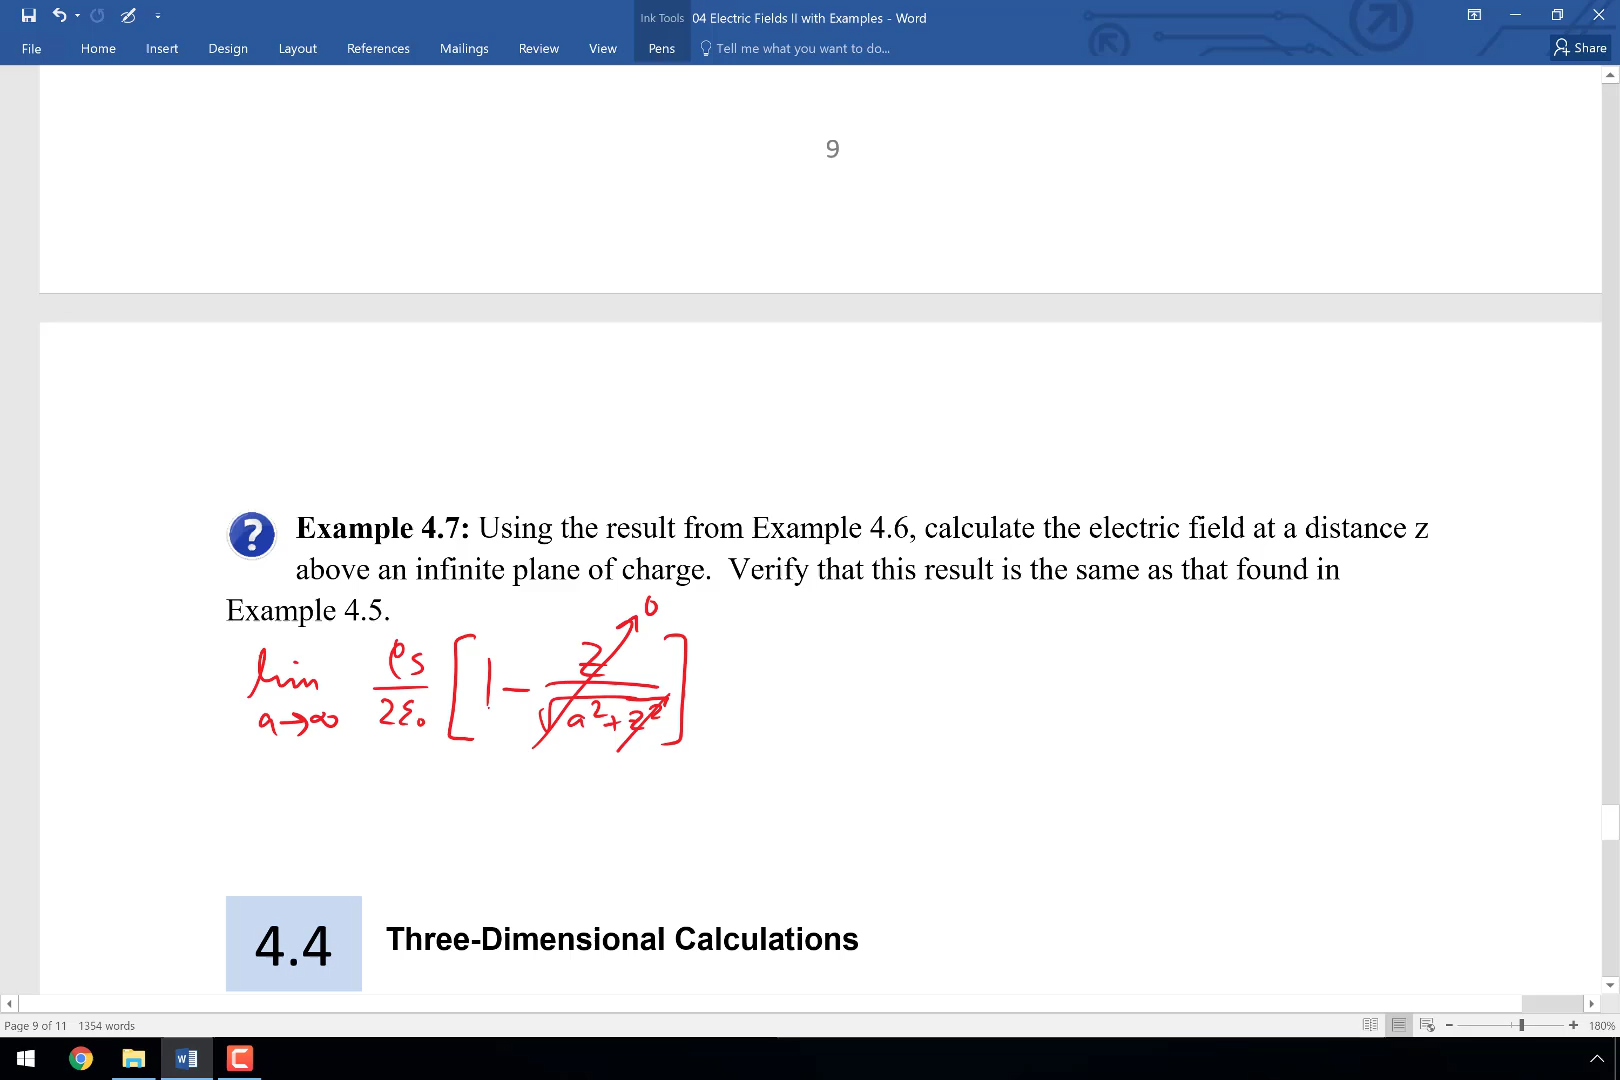 Ink Tools 04 Electric Fields II with Examples - Word
File Home Insert Design Layout References Mailings Review View Pens Tell me what you want to do... Share
9
Example 4.7: Using the result from Example 4.6, calculate the electric field at a distance z
above an infinite plane of charge. Verify that this result is the same as that found in
Example 4.5.
lim a→∞ ρs/2ε₀ [1 - z/√(a²+z²)] 0
4.4 Three-Dimensional Calculations
Page 9 of 11 1354 words
180%